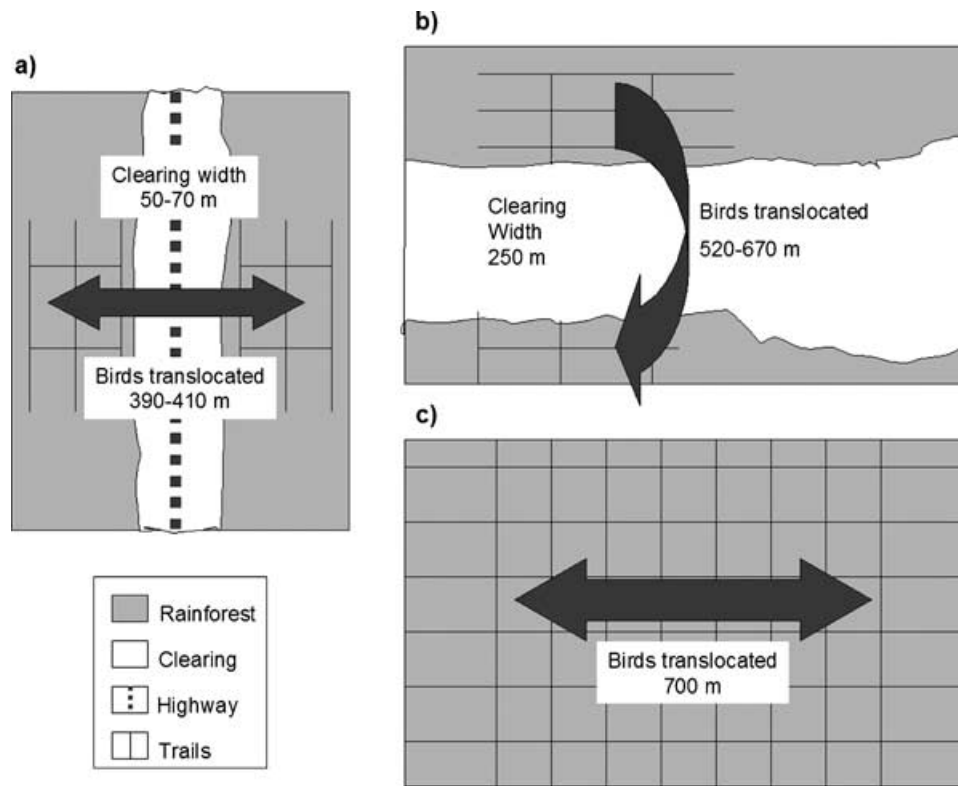 a)
Clearing width
50-70 m
Birds translocated
390-410 m
b)
Clearing
Width
250 m
Birds translocated
520-670 m
c)
Birds translocated
700 m
Rainforest
Clearing
Highway
Trails